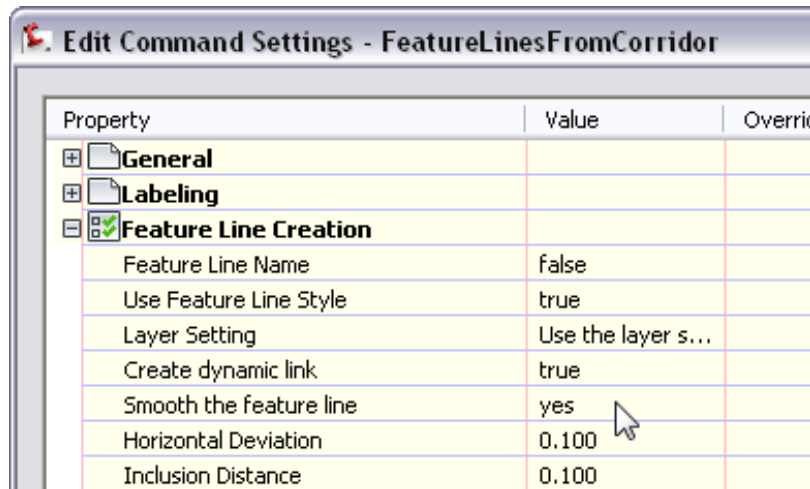 Edit Command Settings - FeatureLinesFromCorridor
Property Value Overri
General
Labeling
Feature Line Creation
Feature Line Name false
Use Feature Line Style true
Layer Setting Use the layer s...
Create dynamic link true
Smooth the feature line yes
Horizontal Deviation 0.100
Inclusion Distance 0.100